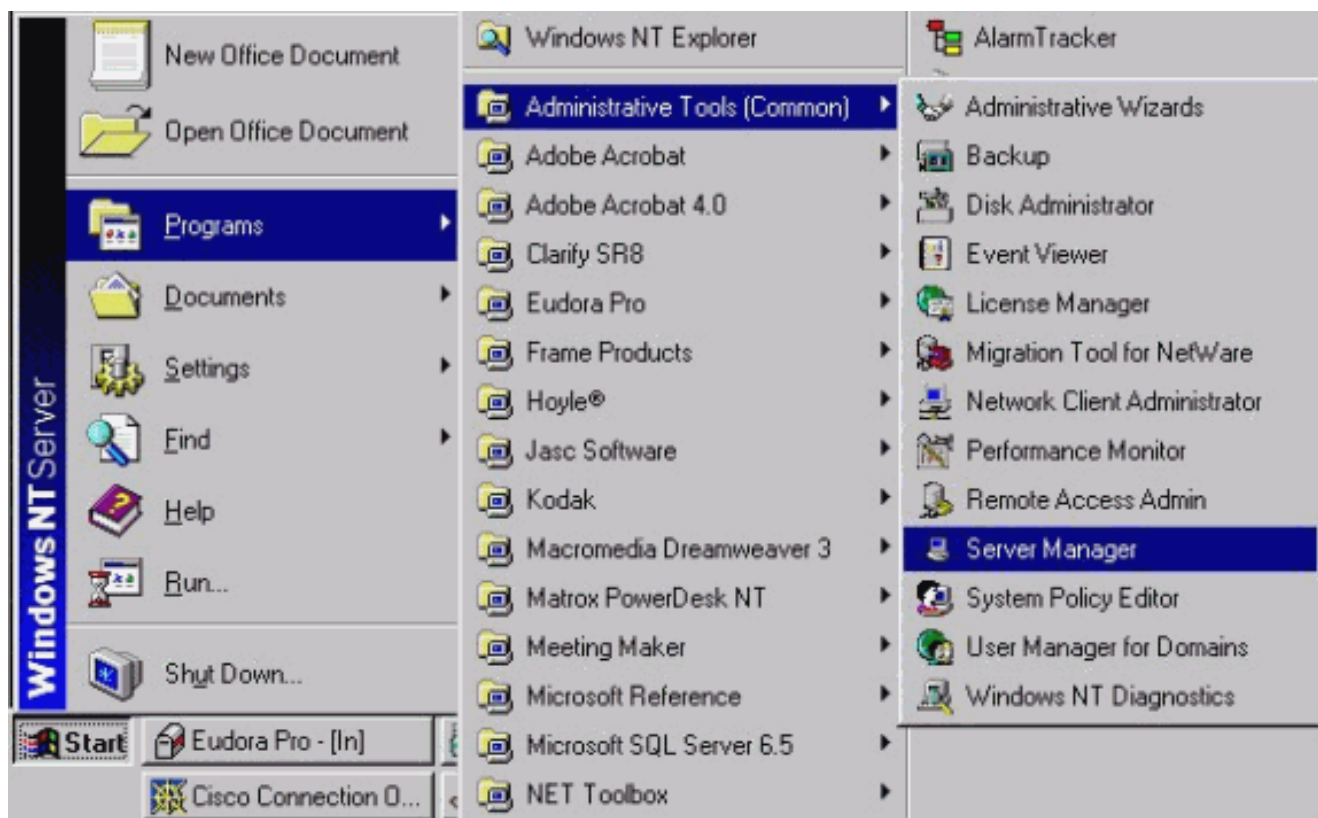 Windows NT Server
New Office Document
Open Office Document
Programs
Documents
Settings
Find
Help
Run...
Shut Down...
Start
Eudora Pro - [In]
Cisco Connection O...
Windows NT Explorer
Administrative Tools (Common)
Adobe Acrobat
Adobe Acrobat 4.0
Clarify SR8
Eudora Pro
Frame Products
Hoyle®
Jasc Software
Kodak
Macromedia Dreamweaver 3
Matrox PowerDesk NT
Meeting Maker
Microsoft Reference
Microsoft SQL Server 6.5
NET Toolbox
AlarmTracker
Administrative Wizards
Backup
Disk Administrator
Event Viewer
License Manager
Migration Tool for NetWare
Network Client Administrator
Performance Monitor
Remote Access Admin
Server Manager
System Policy Editor
User Manager for Domains
Windows NT Diagnostics